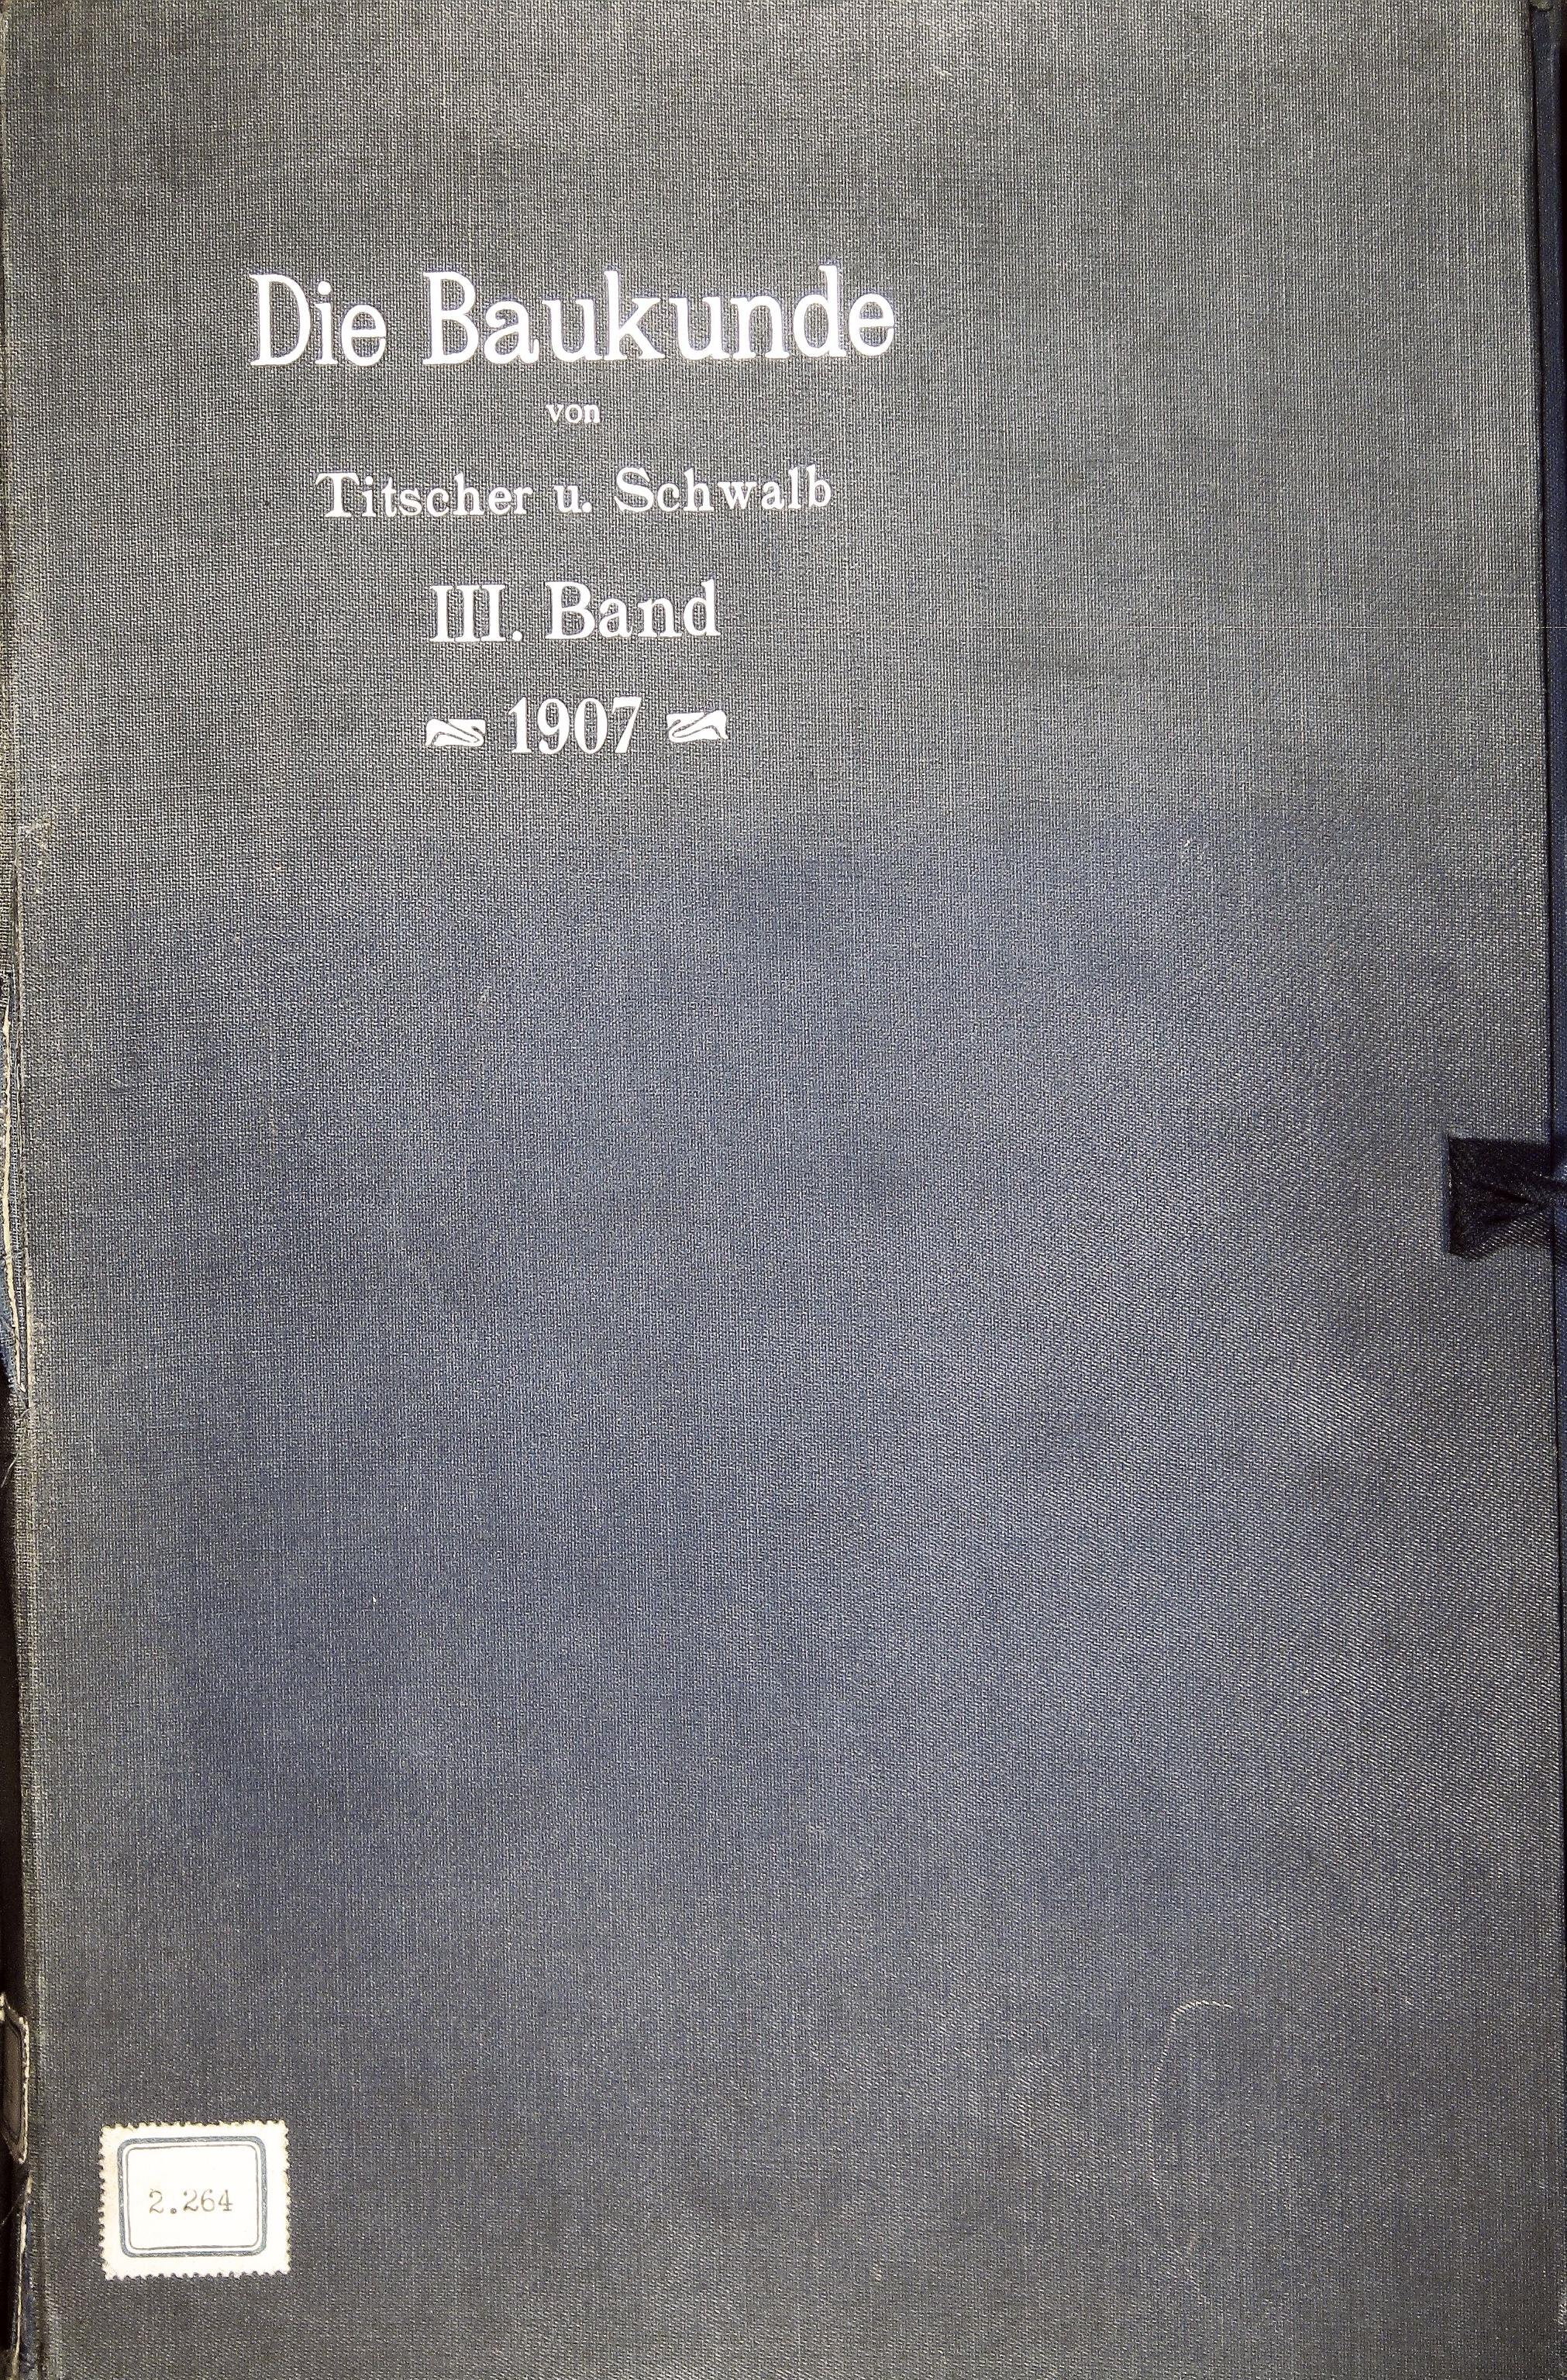 Die Baukunde
von
Titscher u. Schwalb
III. Band
1907
2.264